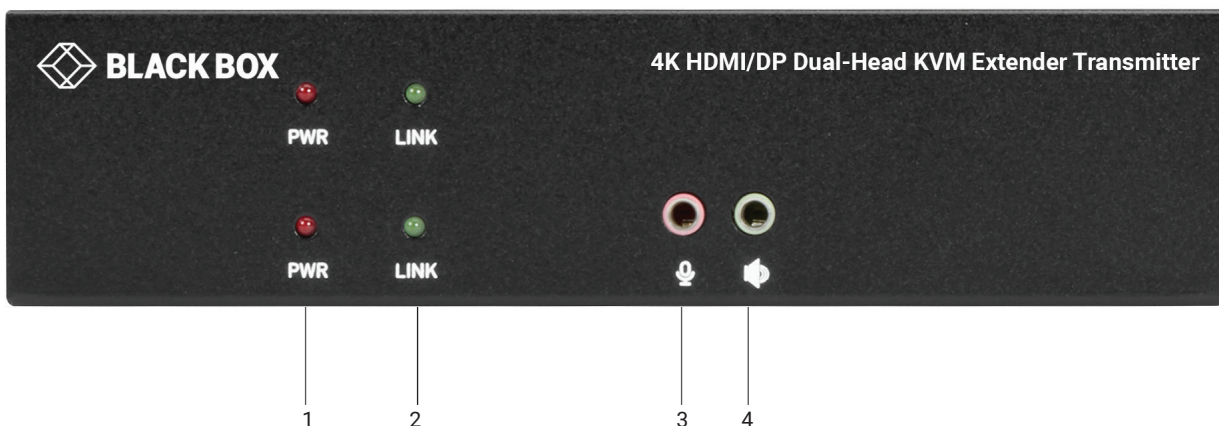 BLACK BOX
4K HDMI/DP Dual-Head KVM Extender Transmitter
PWR LINK
PWR LINK
1 2 3 4